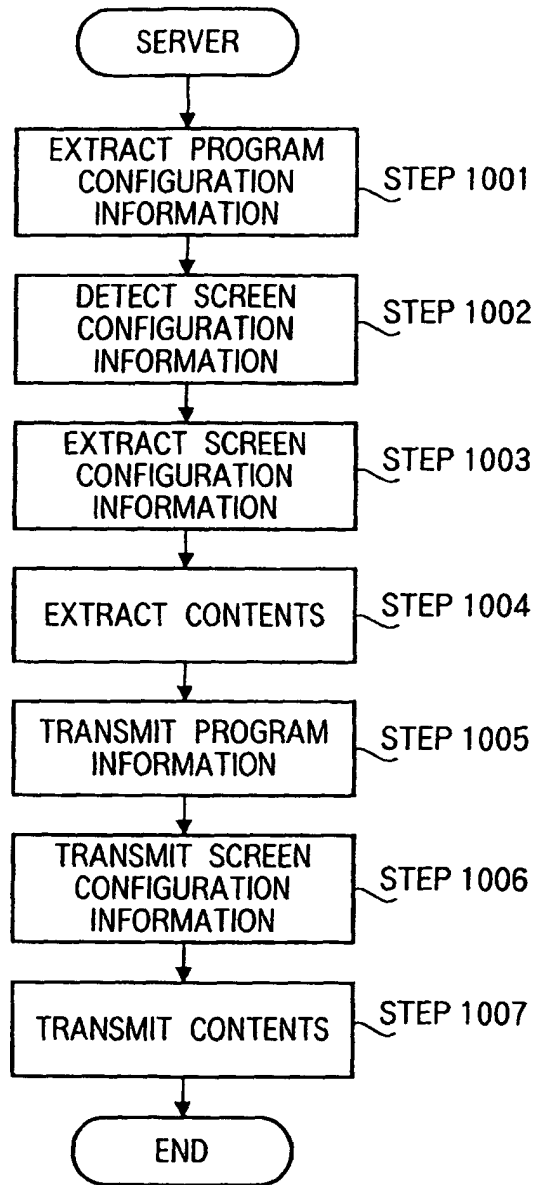 SERVER
EXTRACT PROGRAM
CONFIGURATION
INFORMATION
STEP 1001
DETECT SCREEN
CONFIGURATION
INFORMATION
STEP 1002
EXTRACT SCREEN
CONFIGURATION
INFORMATION
STEP 1003
EXTRACT CONTENTS
STEP 1004
TRANSMIT PROGRAM
INFORMATION
STEP 1005
TRANSMIT SCREEN
CONFIGURATION
INFORMATION
STEP 1006
TRANSMIT CONTENTS
STEP 1007
END